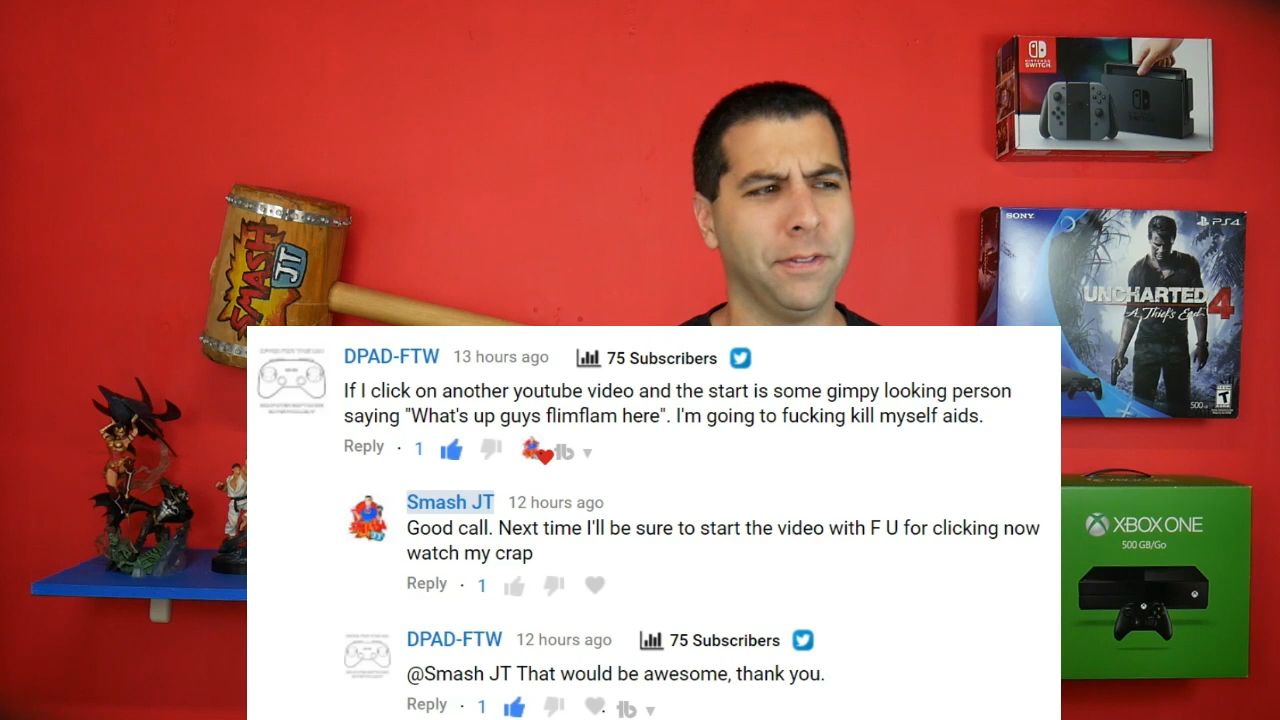 NINTENDO
SWITCH
SMASH
JT
SONY
PS4
UNCHARTED 4
A Thief's End
500
DPAD-FTW 13 hours ago 75 Subscribers
If I click on another youtube video and the start is some gimpy looking person
saying "What's up guys flimflam here". I'm going to fucking kill myself aids.
Reply · 1
Smash JT 12 hours ago
Good call. Next time I'll be sure to start the video with F U for clicking now
watch my crap
Reply · 1
DPAD-FTW 12 hours ago 75 Subscribers
@Smash JT That would be awesome, thank you.
Reply · 1
XBOX ONE
500 GB/Go